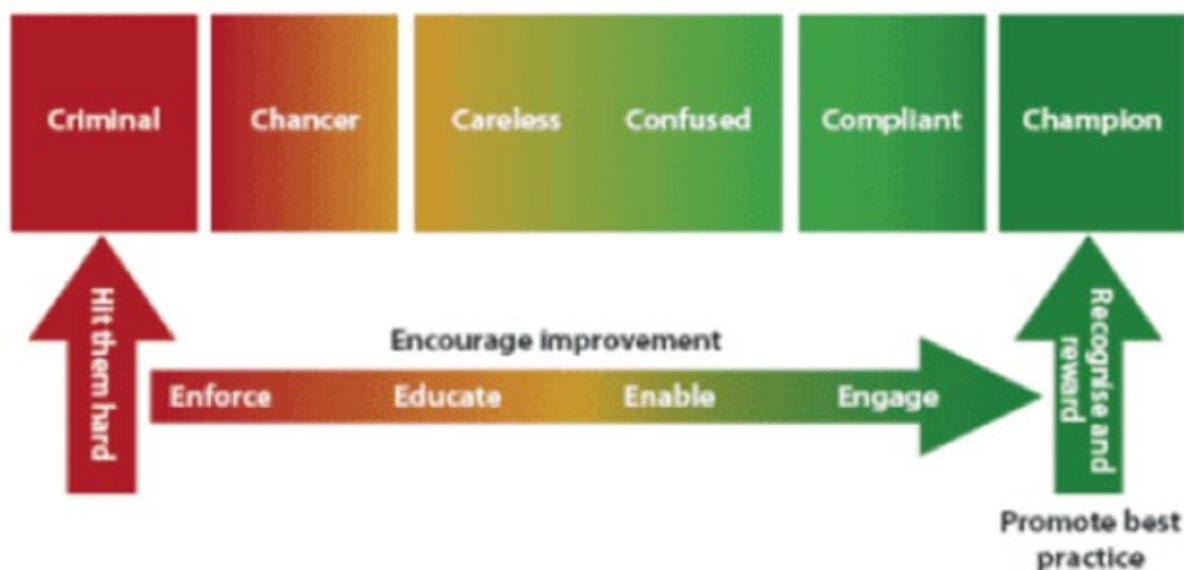 Criminal
Chancer
Careless
Confused
Compliant
Champion
Hit them hard
Encourage improvement
Enforce
Educate
Enable
Engage
Recognise and
reward
Promote best
practice